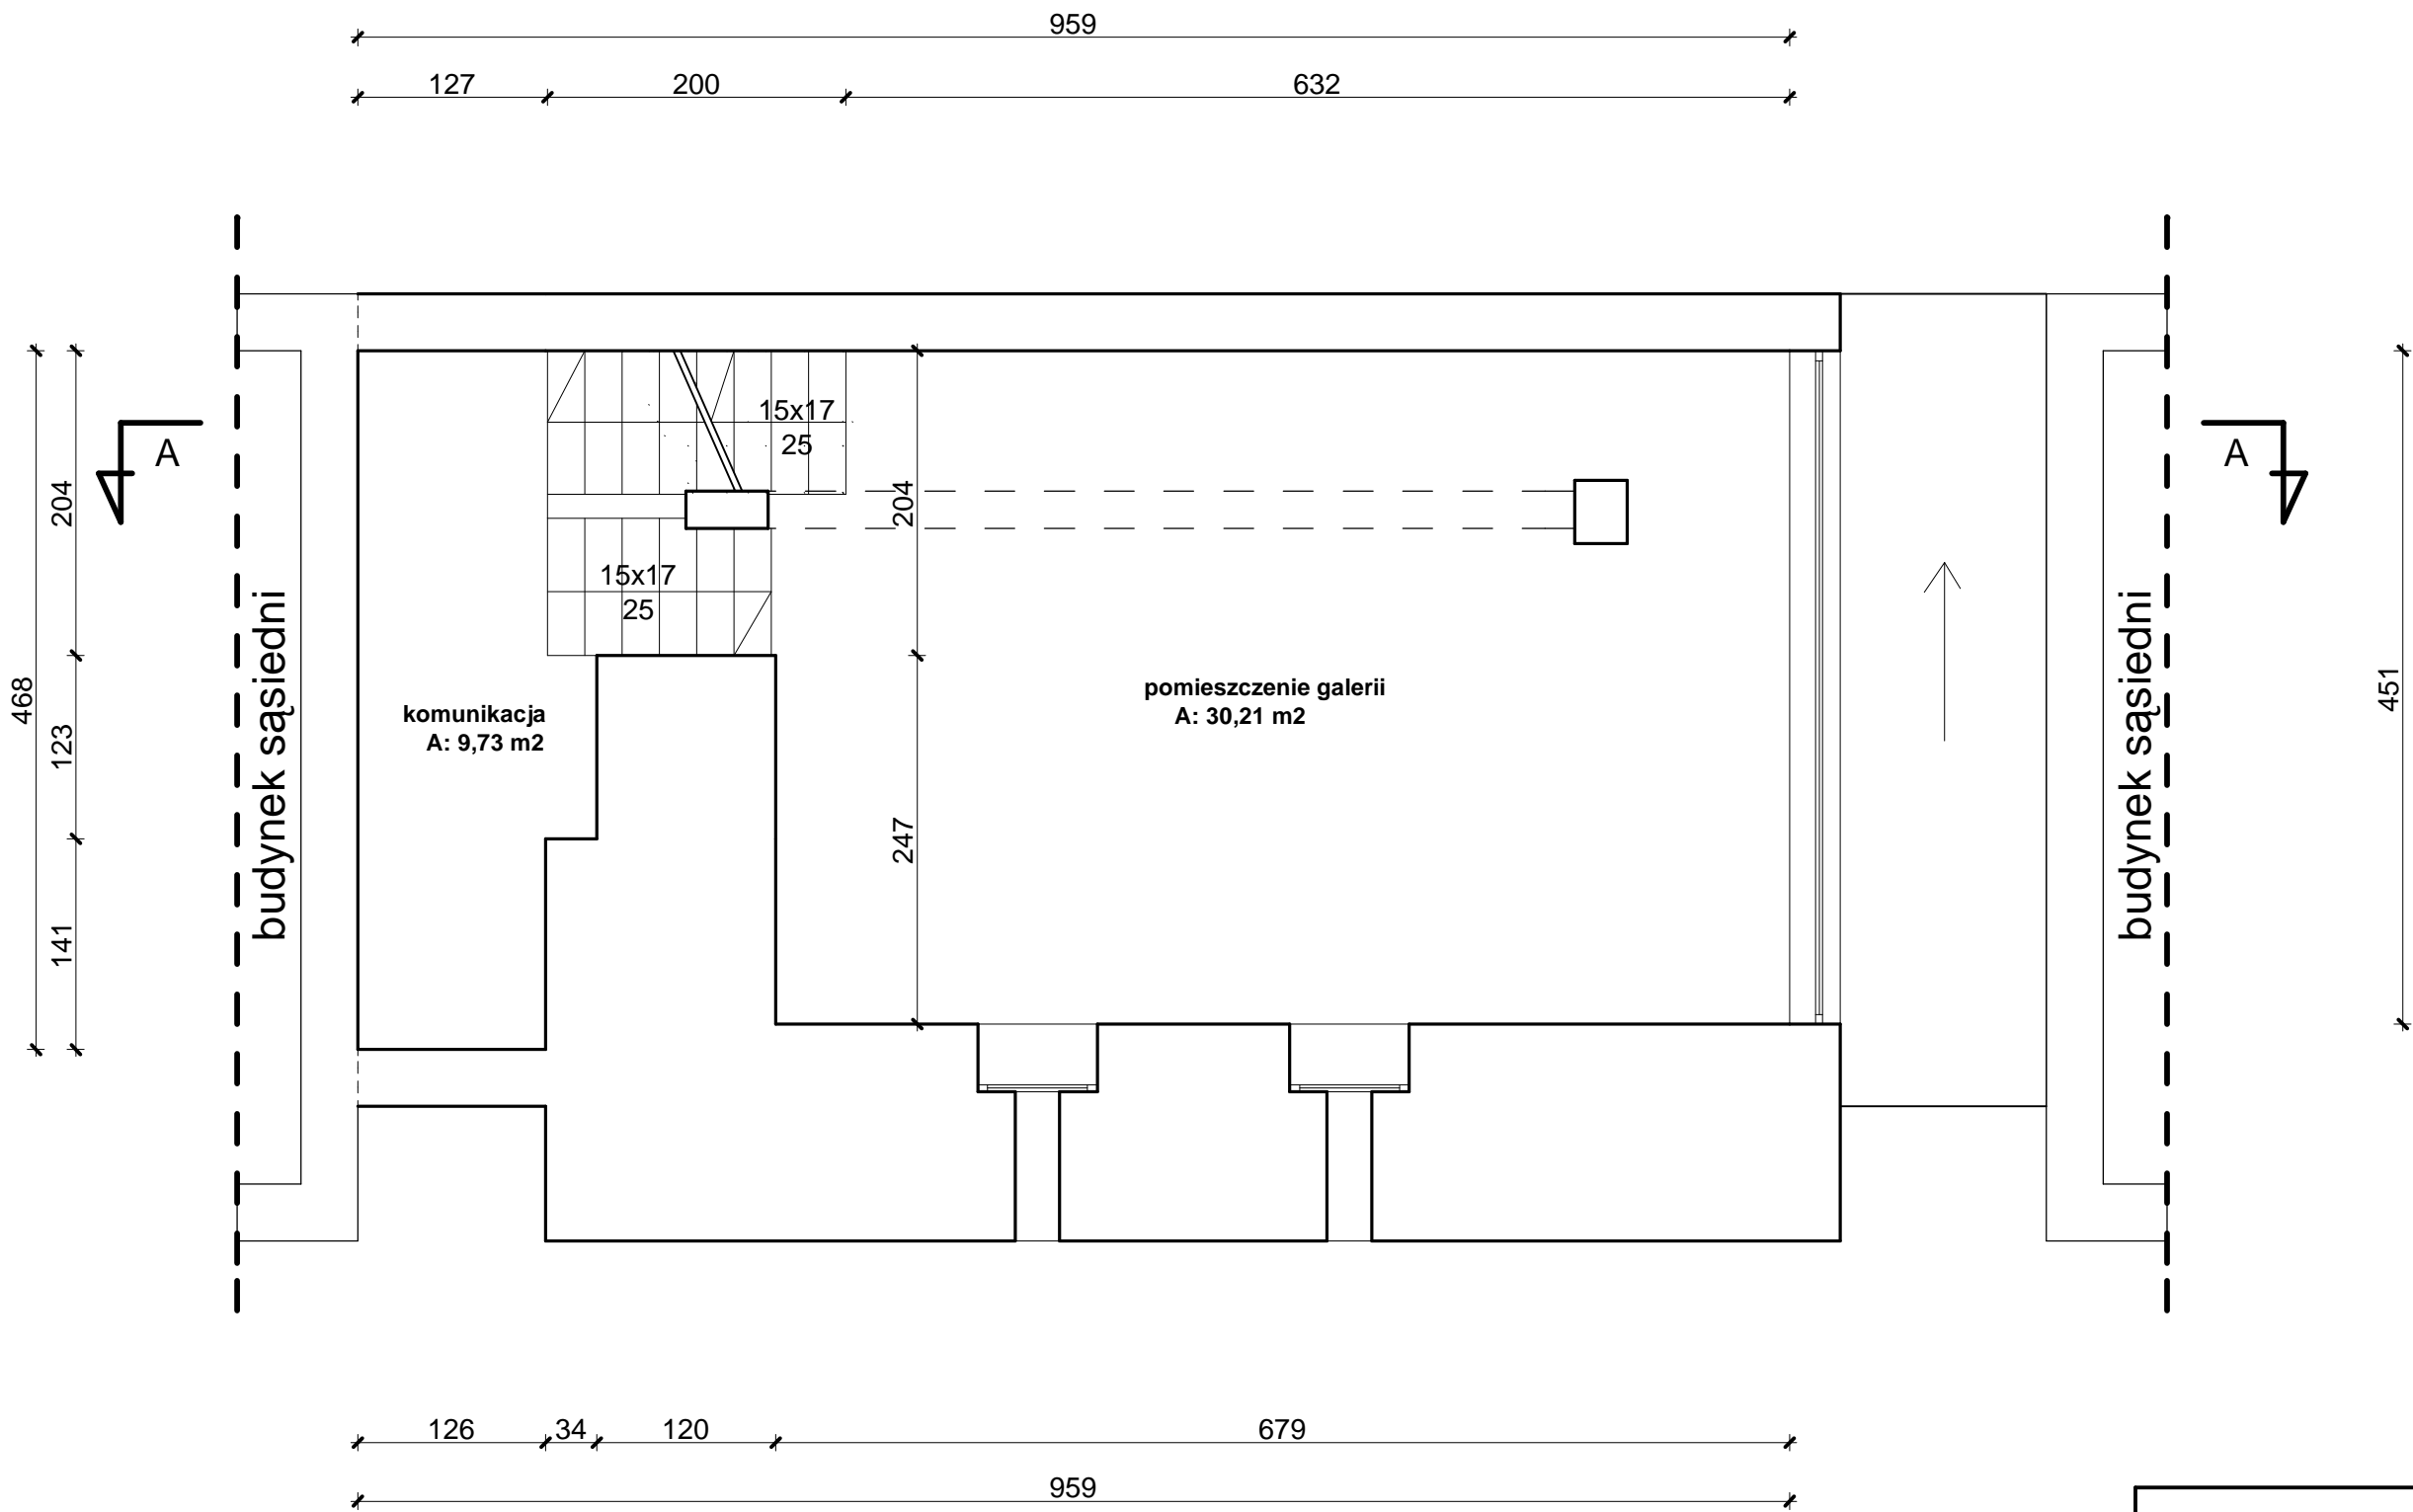 959
127
200
632
A
A
15x17
25
204
204
15x17
25
468
budynek sąsiedni
budynek sąsiedni
451
pomieszczenie galerii
A: 30,21 m2
komunikacja
A: 9,73 m2
123
247
141
126
34
120
679
959